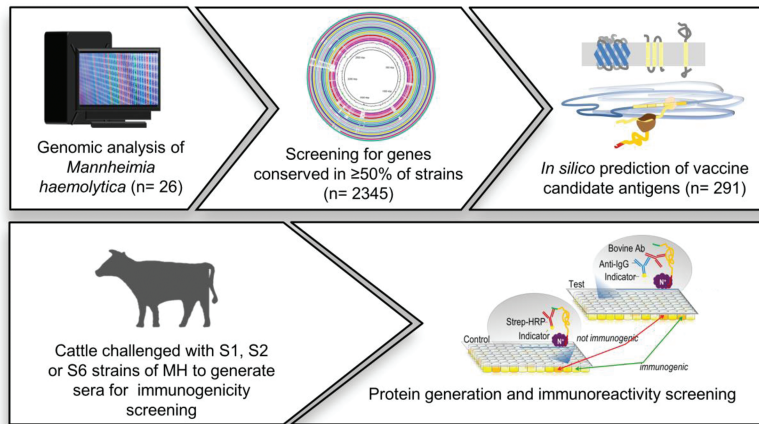 Genomic analysis of
Mannheimia
haemolytica (n= 26)
Screening for genes
conserved in ≥50% of strains
(n= 2345)
In silico prediction of vaccine
candidate antigens (n= 291)
Cattle challenged with S1, S2
or S6 strains of MH to generate
sera for immunogenicity
screening
Bovine Ab
Anti-IgG
Indicator
N+
Test
Strep-HRP
Indicator
N+
Control
not immunogenic
immunogenic
Protein generation and immunoreactivity screening